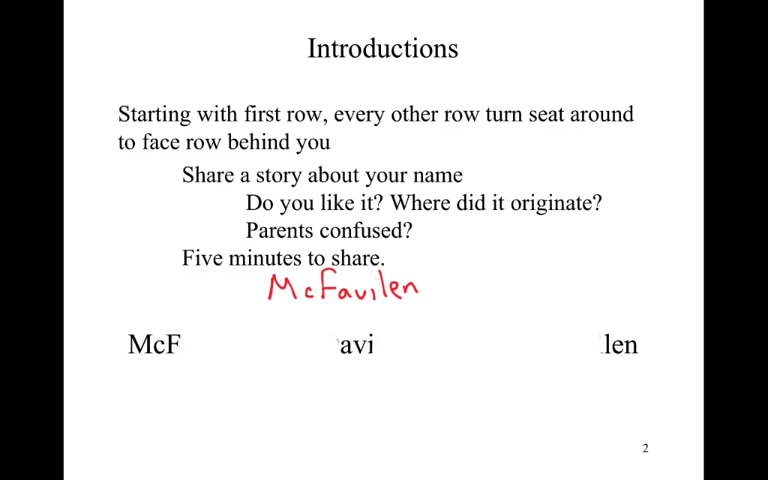 Introductions
Starting with first row, every other row turn seat around
to face row behind you
Share a story about your name
Do you like it? Where did it originate?
Parents confused?
Five minutes to share.
McFavilen
McF avi len
2